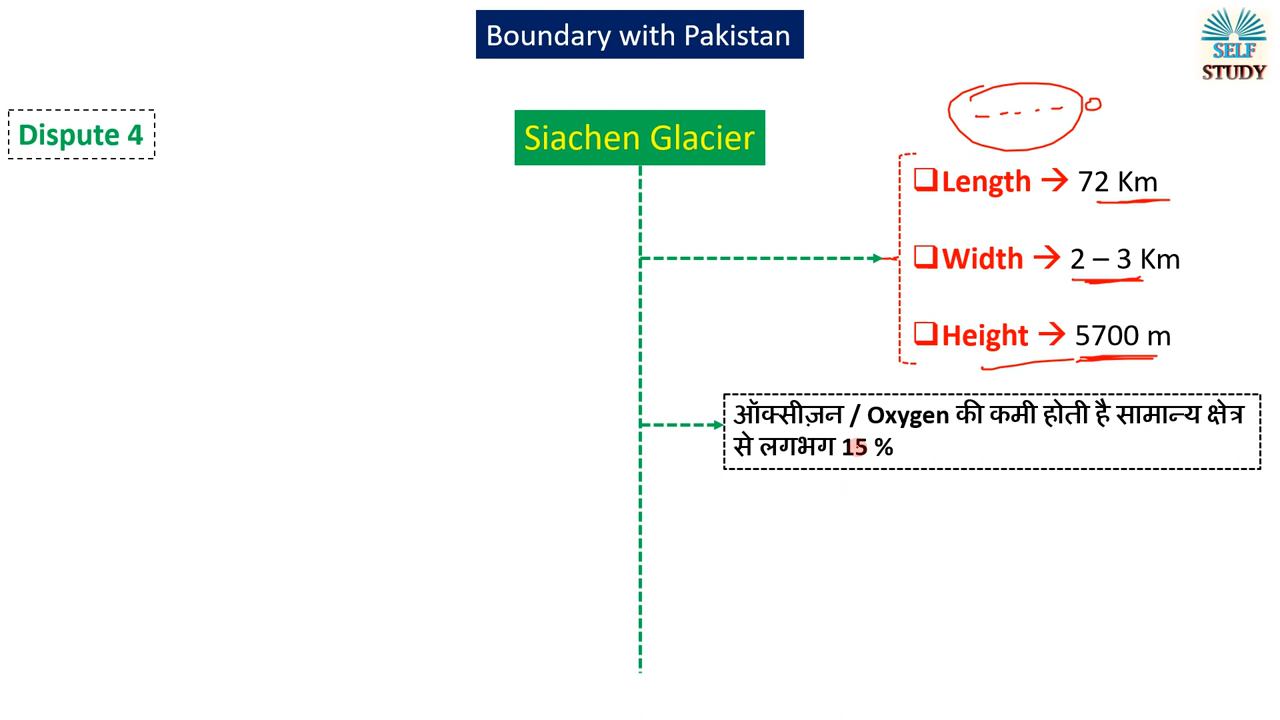 Boundary with Pakistan
SELF
STUDY
Dispute 4
Siachen Glacier
❑Length → 72 Km
❑Width → 2 – 3 Km
❑Height → 5700 m
ऑक्सीज़न / Oxygen की कमी होती है सामान्य क्षेत्र
से लगभग 15 %